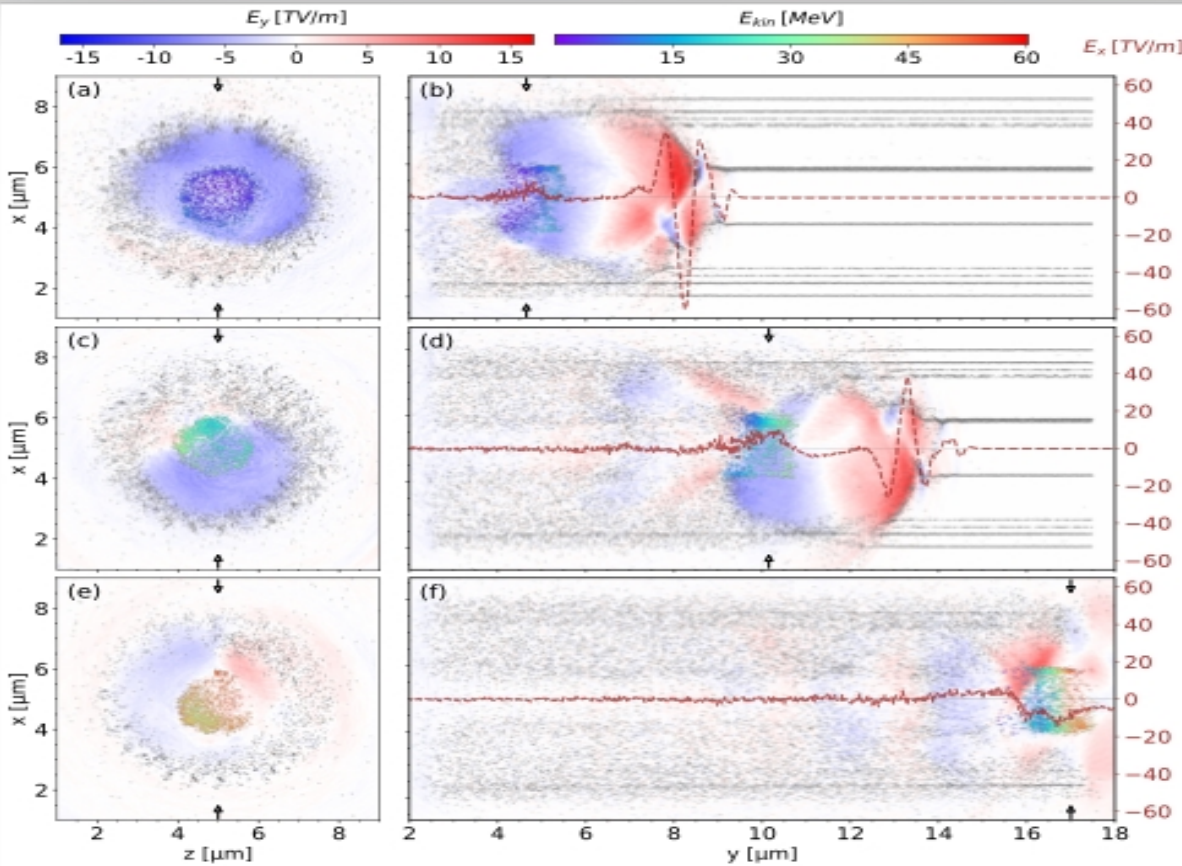 E_y [TV/m]
E_kin [MeV]
E_x [TV/m]
-15 -10 -5 0 5 10 15
15 30 45 60
(a)
(b)
x [μm]
8
6
4
2
60
40
20
0
−20
−40
−60
(c)
(d)
x [μm]
8
6
4
2
60
40
20
0
−20
−40
−60
(e)
(f)
x [μm]
8
6
4
2
60
40
20
0
−20
−40
−60
2 4 6 8
2 4 6 8 10 12 14 16 18
z [μm]
y [μm]